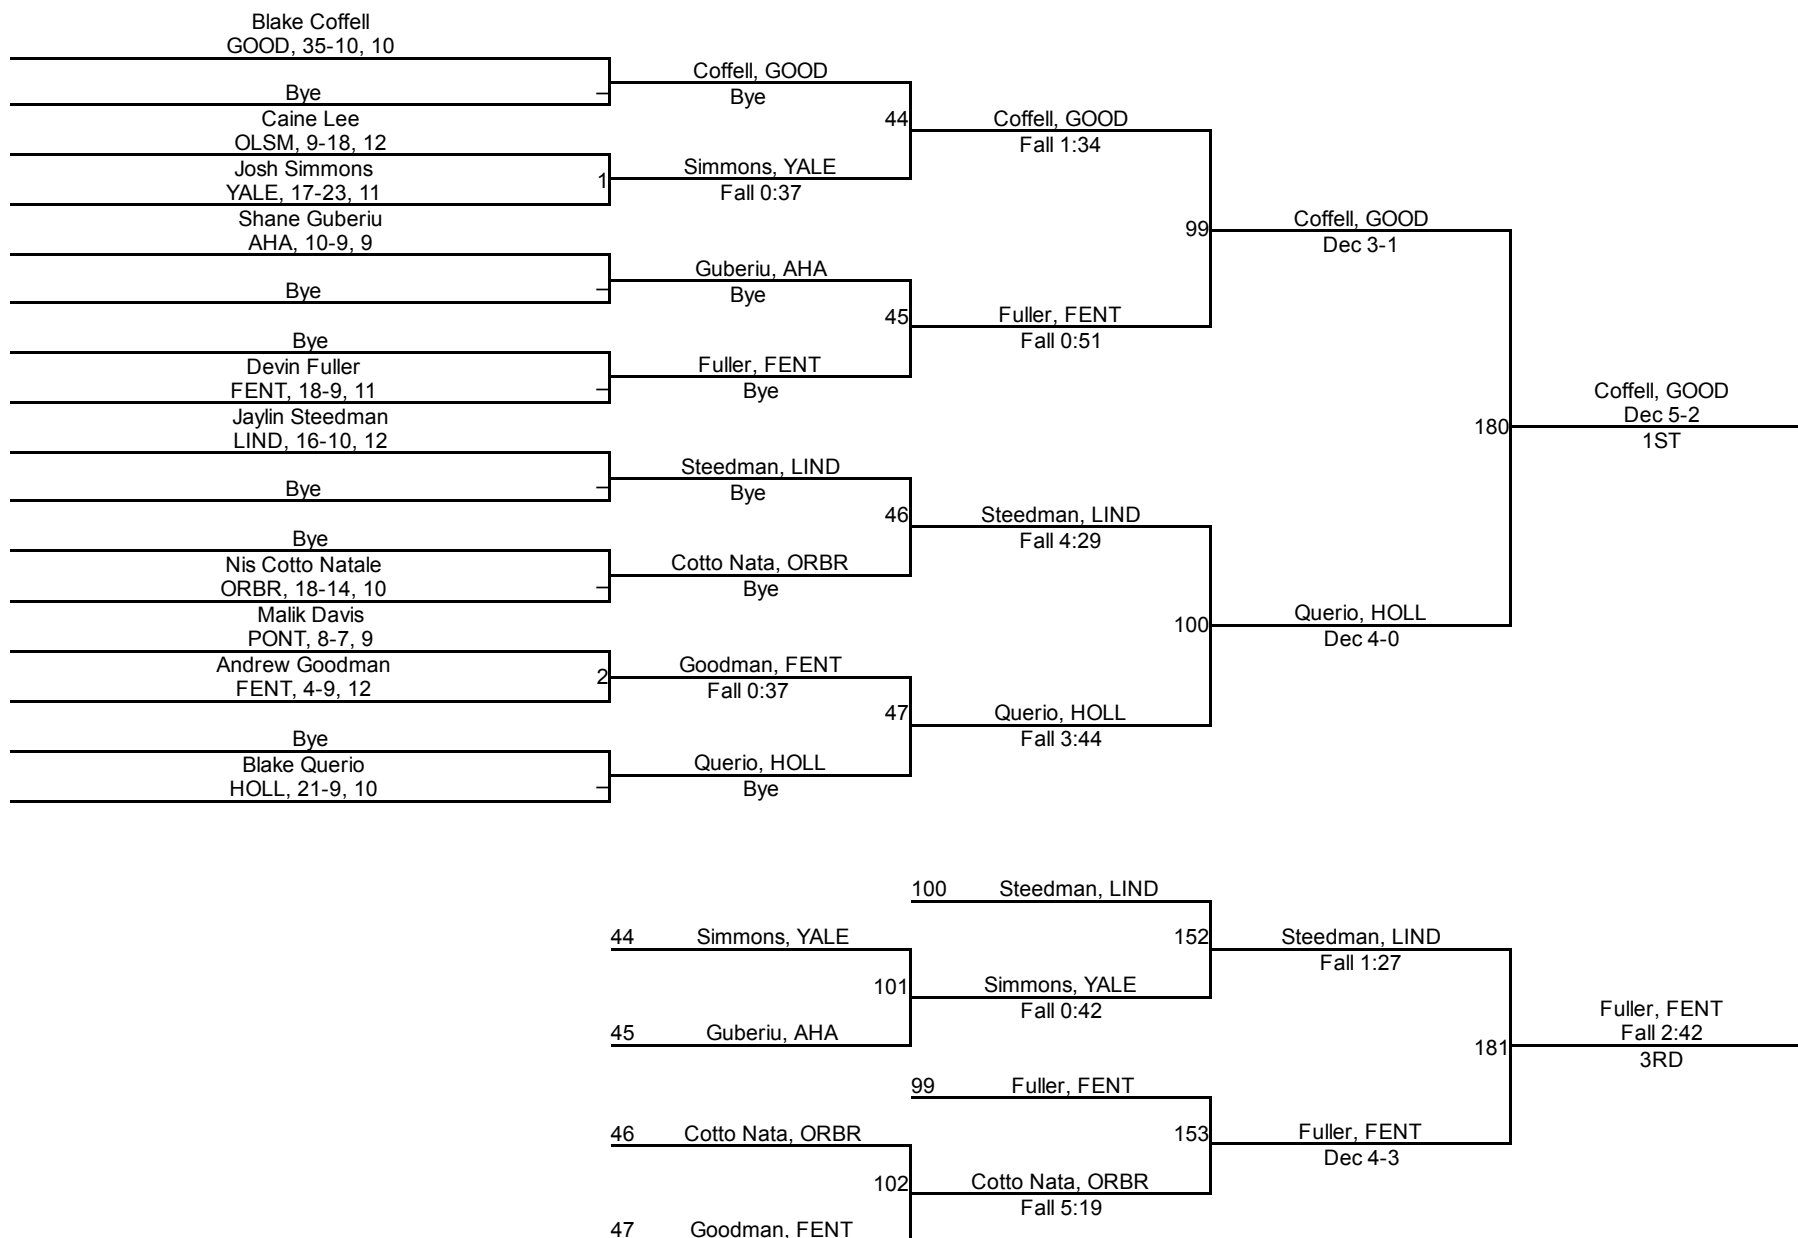 Blake Coffell
GOOD, 35-10, 10
Bye
Caine Lee
OLSM, 9-18, 12
Josh Simmons
YALE, 17-23, 11
1
Shane Guberiu
AHA, 10-9, 9
Bye
Bye
Devin Fuller
FENT, 18-9, 11
Jaylin Steedman
LIND, 16-10, 12
Bye
Bye
Nis Cotto Natale
ORBR, 18-14, 10
Malik Davis
PONT, 8-7, 9
Andrew Goodman
FENT, 4-9, 12
2
Bye
Blake Querio
HOLL, 21-9, 10
Coffell, GOOD
Bye
44
Simmons, YALE
Fall 0:37
Guberiu, AHA
Bye
45
Fuller, FENT
Bye
Steedman, LIND
Bye
46
Cotto Nata, ORBR
Bye
Goodman, FENT
Fall 0:37
47
Querio, HOLL
Bye
Coffell, GOOD
Fall 1:34
99
Fuller, FENT
Fall 0:51
Steedman, LIND
Fall 4:29
100
Querio, HOLL
Fall 3:44
Coffell, GOOD
Dec 3-1
180
Querio, HOLL
Dec 4-0
Coffell, GOOD
Dec 5-2
1ST
100 Steedman, LIND
44 Simmons, YALE
152
101
Simmons, YALE
Fall 0:42
45 Guberiu, AHA
Steedman, LIND
Fall 1:27
99 Fuller, FENT
46 Cotto Nata, ORBR
153
102
Cotto Nata, ORBR
Fall 5:19
47 Goodman, FENT
Fuller, FENT
Dec 4-3
181
Fuller, FENT
Fall 2:42
3RD